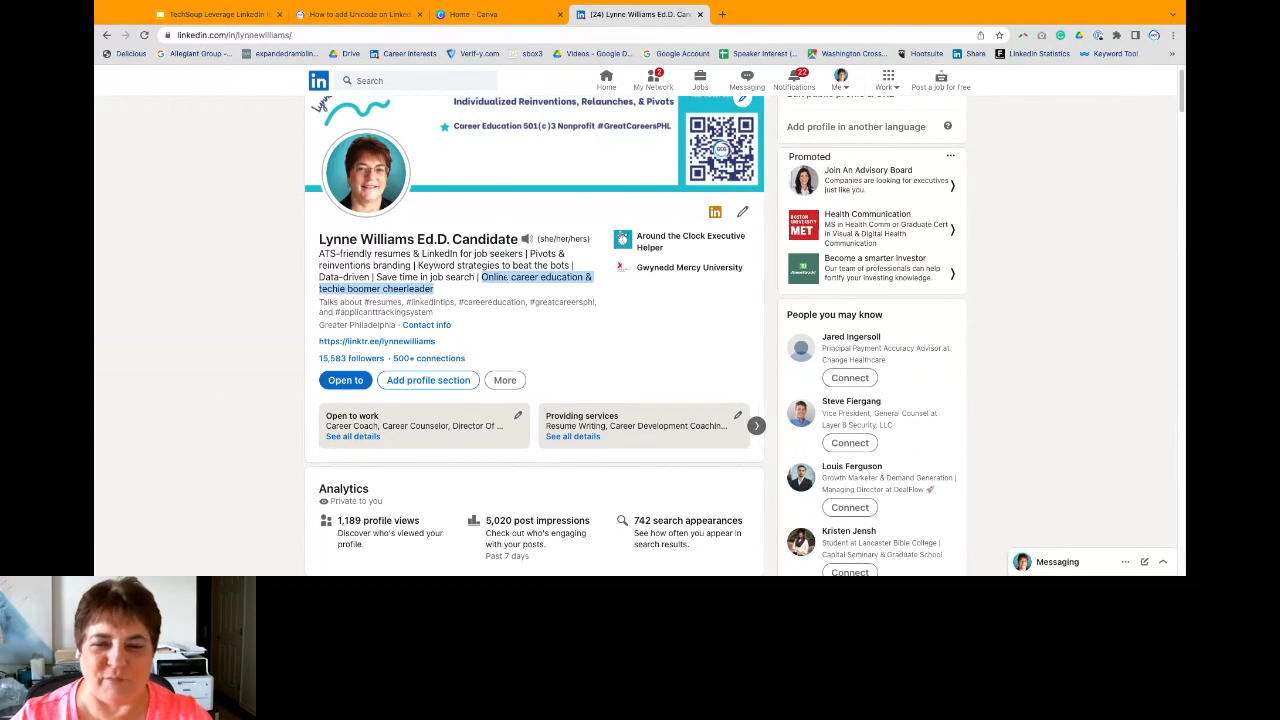 TechSoup Leverage LinkedIn
How to add Unicode on Linked
Home - Canva
(24) Lynne Williams Ed.D. Can
linkedin.com/in/lynnewilliams/
Delicious
Allegiant Group -
expandedramblin...
Drive
Career Interests
Verif-y.com
sbox3
Videos - Google D...
Google Account
Speaker Interest (...
Washington Cross...
Hootsuite
Share
LinkedIn Statistics
Keyword Tool
in
Search
Home
2
My Network
Jobs
Messaging
22
Notifications
Me
Work
Post a job for free
Individualized Reinventions, Relaunches, & Pivots
Career Education 501(c)3 Nonprofit #GreatCareersPHL
Lynne Williams Ed.D. Candidate (she/her/hers)
ATS-friendly resumes & LinkedIn for job seekers | Pivots &
reinventions branding | Keyword strategies to beat the bots |
Data-driven | Save time in job search | Online career education &
techie boomer cheerleader
Talks about #resumes, #linkedintips, #careereducation, #greatcareersphl,
and #applicanttrackingsystem
Greater Philadelphia · Contact info
https://linktr.ee/lynnewilliams
15,583 followers · 500+ connections
Open to
Add profile section
More
Around the Clock Executive
Helper
Gwynedd Mercy University
Open to work
Career Coach, Career Counselor, Director Of ...
See all details
Providing services
Resume Writing, Career Development Coachin...
See all details
Analytics
Private to you
1,189 profile views
Discover who's viewed your
profile.
5,020 post impressions
Check out who's engaging
with your posts.
Past 7 days
742 search appearances
See how often you appear in
search results.
Add profile in another language
Promoted
Join An Advisory Board
Companies are looking for executives
just like you.
BOSTON
UNIVERSITY
MET
Health Communication
MS in Health Comm or Graduate Cert
in Visual & Digital Health
Communication
Become a smarter investor
Our team of professionals can help
fortify your investing knowledge.
People you may know
Jared Ingersoll
Principal Payment Accuracy Advisor at
Change Healthcare
Connect
Steve Fiergang
Vice President, General Counsel at
Layer 8 Security, LLC
Connect
Louis Ferguson
Growth Marketer & Demand Generation |
Managing Director at DealFlow 🚀
Connect
Kristen Jensh
Student at Lancaster Bible College |
Capital Seminary & Graduate School
Connect
Messaging